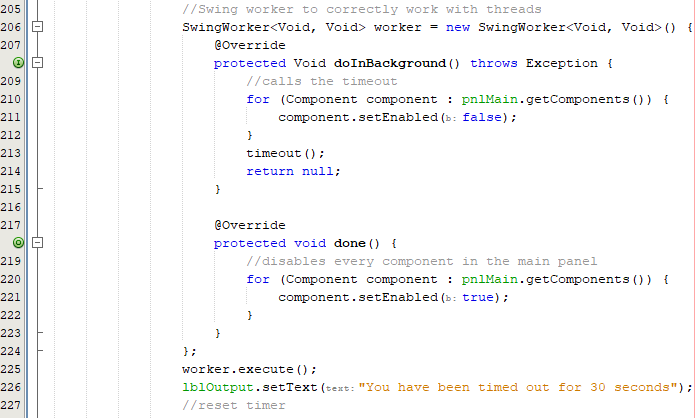 205 //Swing worker to correctly work with threads
206 SwingWorker<Void, Void> worker = new SwingWorker<Void, Void>() {
207 @Override
protected Void doInBackground() throws Exception {
209 //calls the timeout
210 for (Component component : pnlMain.getComponents()) {
211 component.setEnabled(b: false);
212 }
213 timeout();
214 return null;
215 }
216
217 @Override
protected void done() {
219 //disables every component in the main panel
220 for (Component component : pnlMain.getComponents()) {
221 component.setEnabled(b: true);
222 }
223 }
224 };
225 worker.execute();
226 lblOutput.setText(text: "You have been timed out for 30 seconds");
227 //reset timer